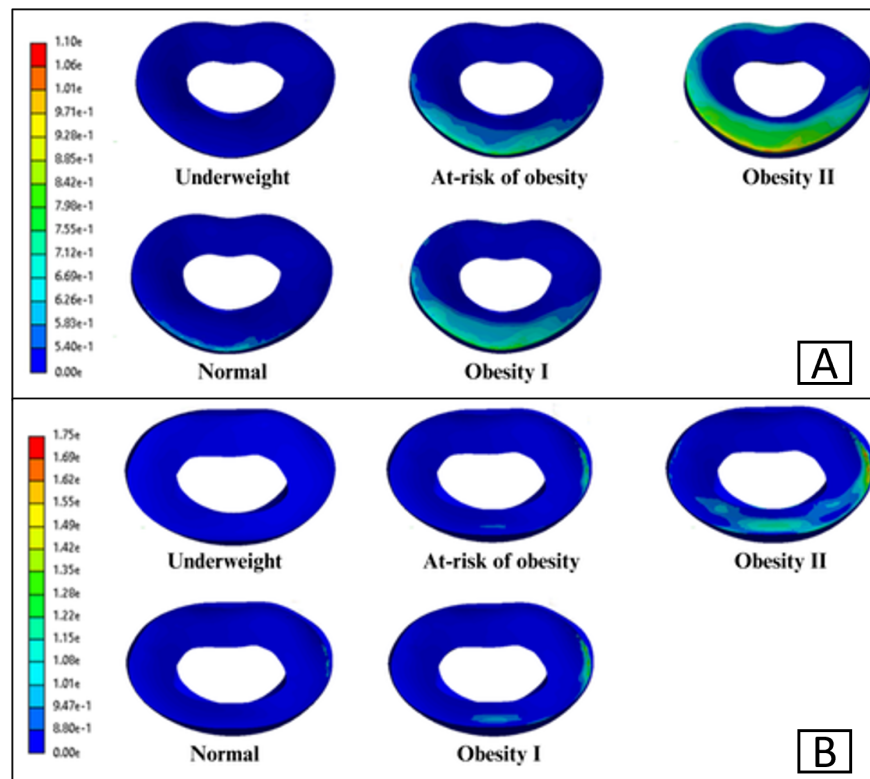 1.10e
1.06e
1.01e
9.71e-1
9.28e-1
8.85e-1
8.42e-1
7.98e-1
7.55e-1
7.12e-1
6.69e-1
6.26e-1
5.83e-1
5.40e-1
0.00e
Underweight
At-risk of obesity
Obesity II
Normal
Obesity I
A
1.75e
1.69e
1.62e
1.55e
1.49e
1.42e
1.35e
1.28e
1.22e
1.15e
1.08e
1.01e
9.47e-1
8.80e-1
0.00e
Underweight
At-risk of obesity
Obesity II
Normal
Obesity I
B